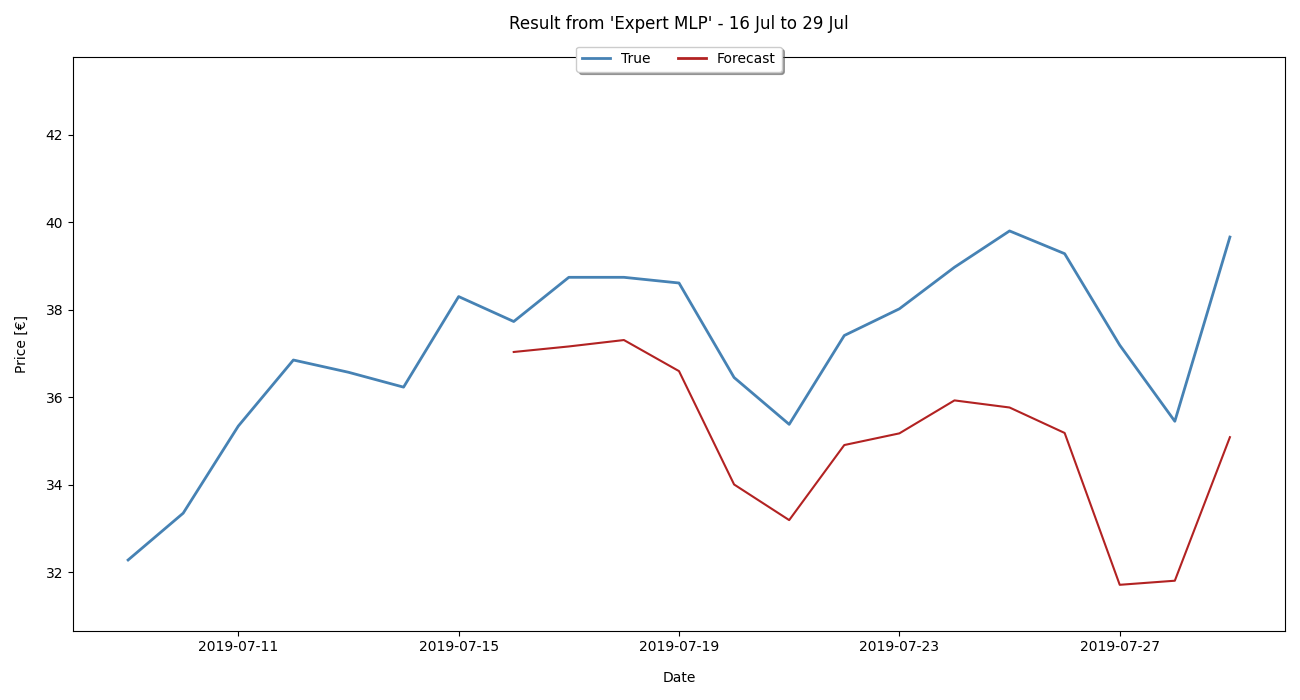 Result from 'Expert MLP' - 16 Jul to 29 Jul
True Forecast
42
40
38
36
34
32
Price [€]
2019-07-11 2019-07-15 2019-07-19 2019-07-23 2019-07-27
Date